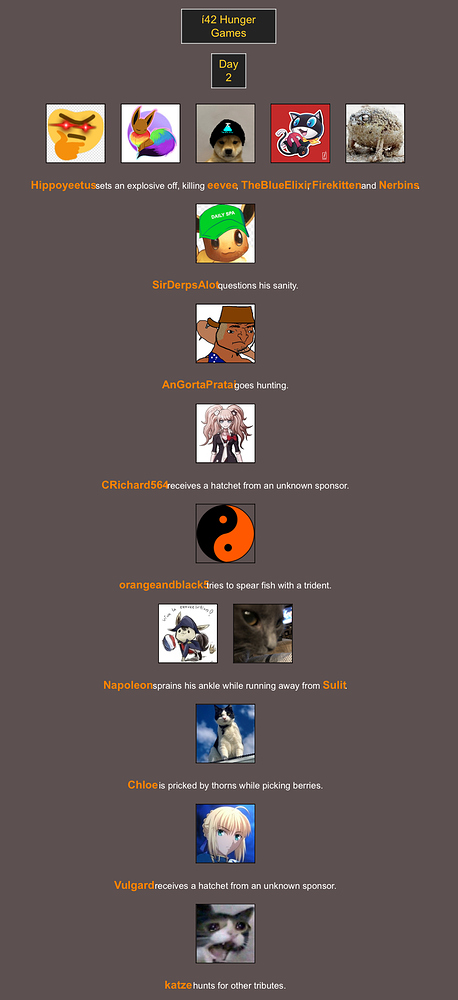 í42 Hunger
Games
Day
2
Hippoyeetus sets an explosive off, killing eevee, TheBlueElixir, Firekitten and Nerbins.
DAILY SPA
SirDerpsAlot questions his sanity.
AnGortaPratai goes hunting.
CRichard564 receives a hatchet from an unknown sponsor.
orangeandblack5 tries to spear fish with a trident.
Napoleon sprains his ankle while running away from Sulit.
Chloe is pricked by thorns while picking berries.
Vulgard receives a hatchet from an unknown sponsor.
katze hunts for other tributes.